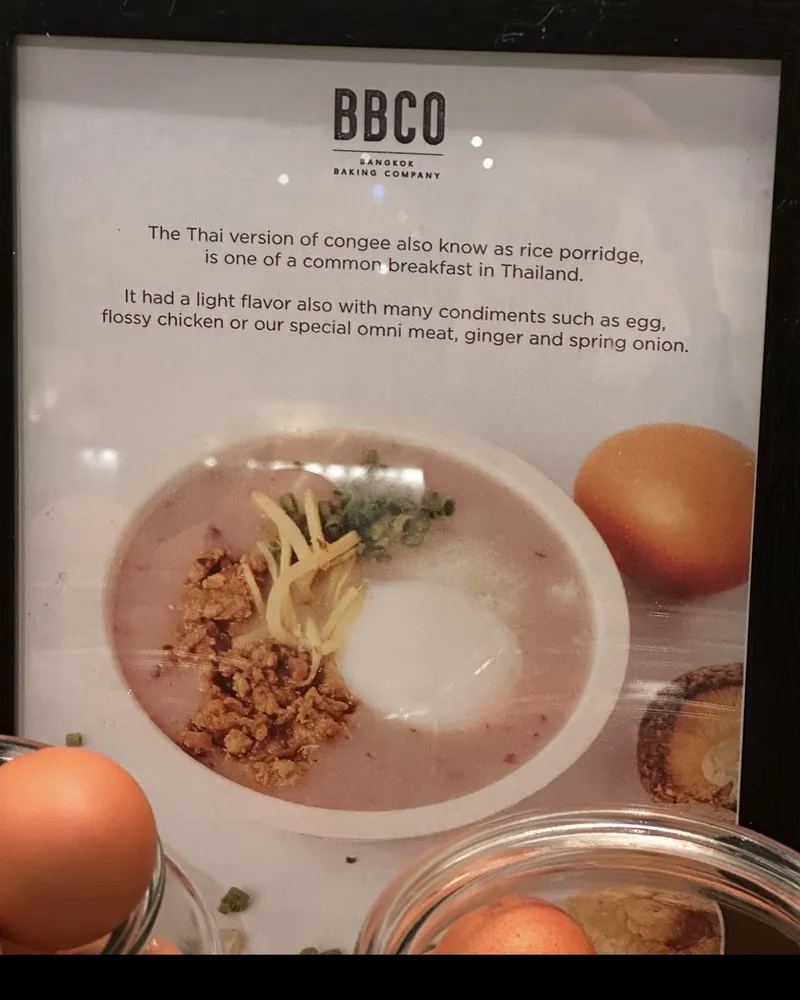 BBCO
BANGKOK
BAKING COMPANY
The Thai version of congee also know as rice porridge,
is one of a common breakfast in Thailand.
It had a light flavor also with many condiments such as egg,
flossy chicken or our special omni meat, ginger and spring onion.